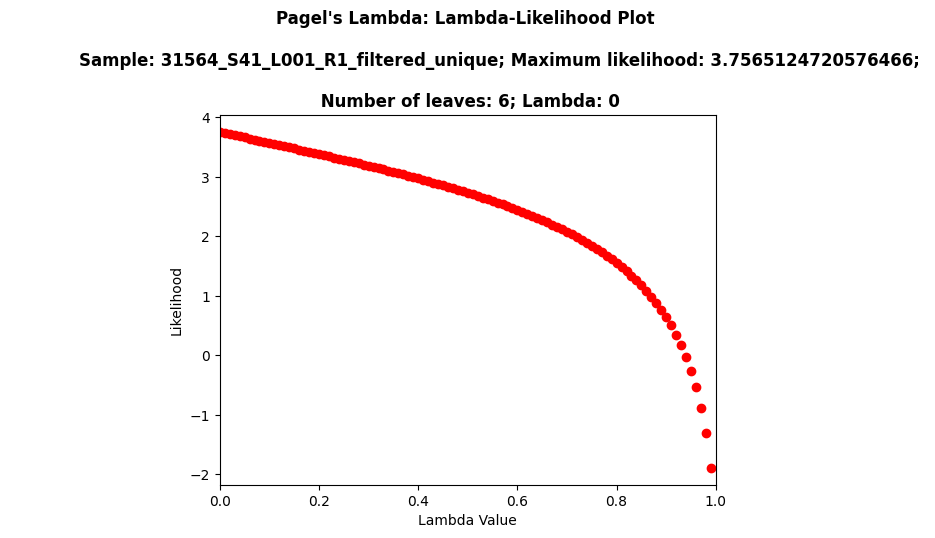 Pagel's Lambda: Lambda-Likelihood Plot
Sample: 31564_S41_L001_R1_filtered_unique; Maximum likelihood: 3.7565124720576466;
Number of leaves: 6; Lambda: 0
4
3
2
1
0
−1
−2
Likelihood
0.0 0.2 0.4 0.6 0.8 1.0
Lambda Value